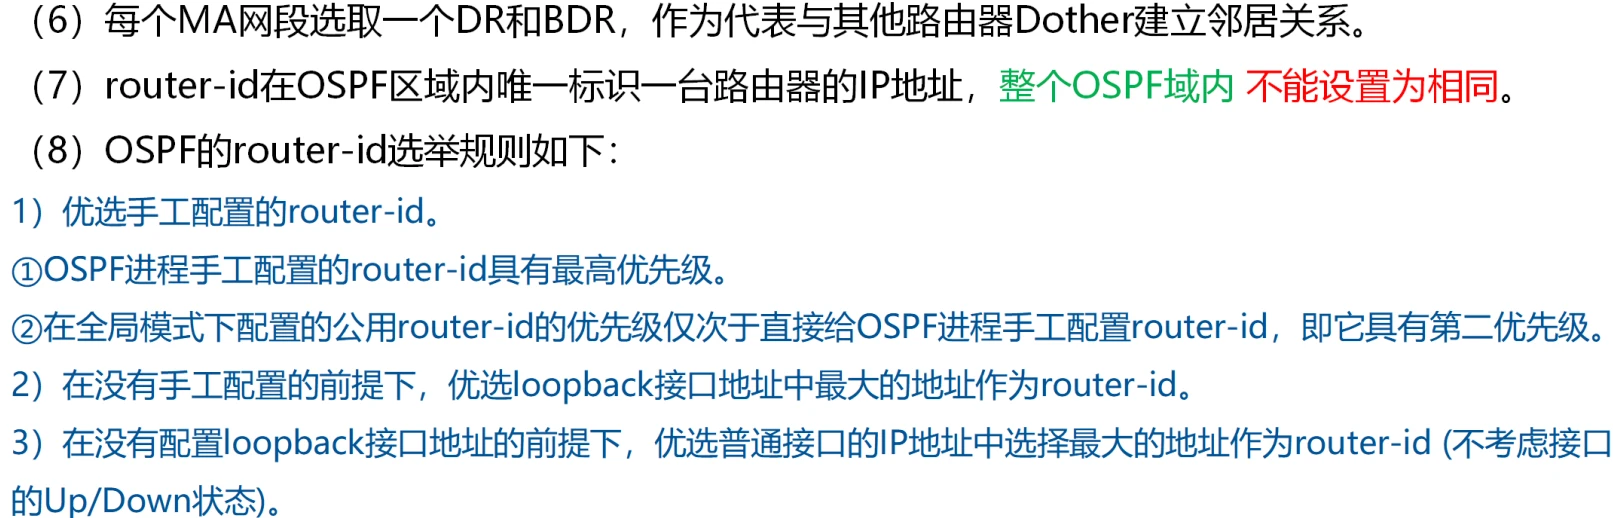 （6）每个MA网段选取一个DR和BDR，作为代表与其他路由器Dother建立邻居关系。
（7）router-id在OSPF区域内唯一标识一台路由器的IP地址，整个OSPF域内 不能设置为相同。
（8）OSPF的router-id选举规则如下：
1）优选手工配置的router-id。
①OSPF进程手工配置的router-id具有最高优先级。
②在全局模式下配置的公用router-id的优先级仅次于直接给OSPF进程手工配置router-id，即它具有第二优先级。
2）在没有手工配置的前提下，优选loopback接口地址中最大的地址作为router-id。
3）在没有配置loopback接口地址的前提下，优选普通接口的IP地址中选择最大的地址作为router-id (不考虑接口
的Up/Down状态)。